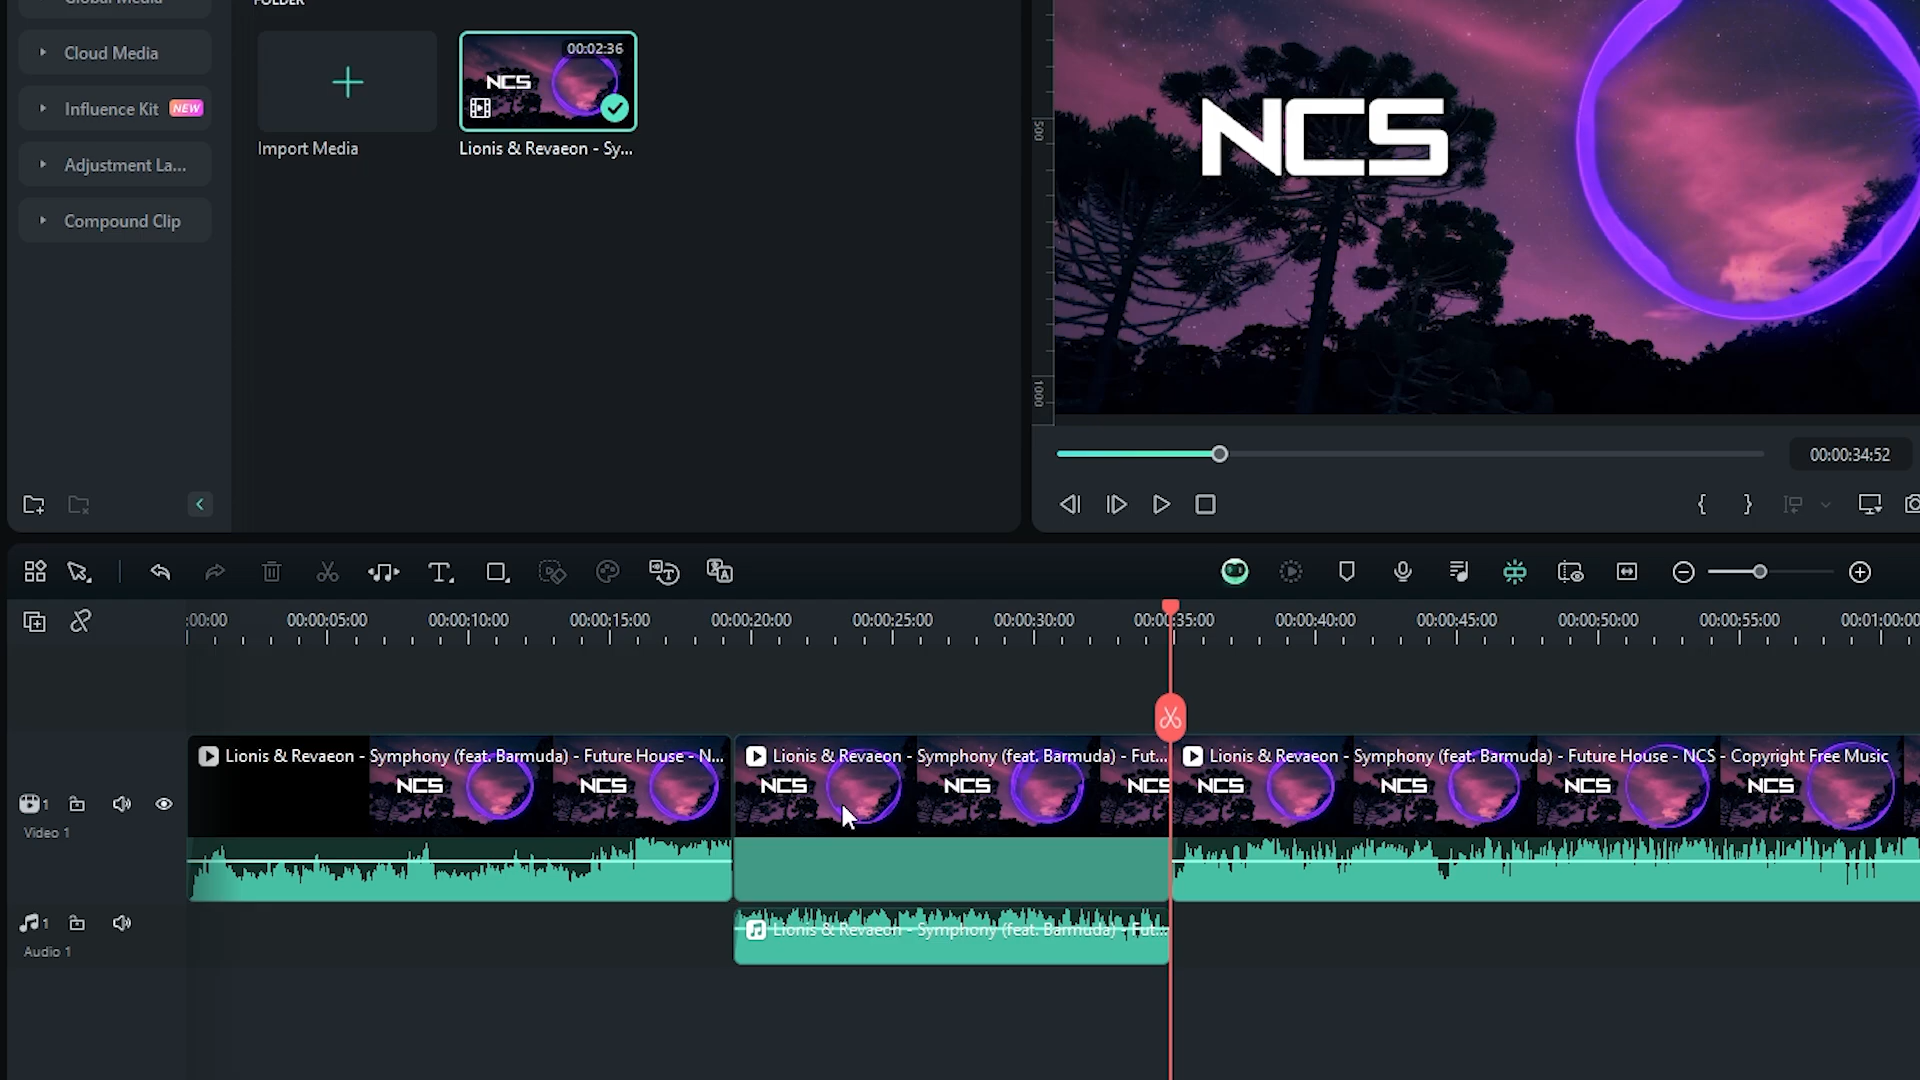 Global Media
FOLDER
Cloud Media
Influence Kit NEW
Adjustment La...
Compound Clip
Import Media
00:02:36
NCS
Lionis & Revaeon - Sy...
NCS
500
1000
00:00:34:52
:00:00
00:00:05:00
00:00:10:00
00:00:15:00
00:00:20:00
00:00:25:00
00:00:30:00
00:00:35:00
00:00:40:00
00:00:45:00
00:00:50:00
00:00:55:00
00:01:00:00
Lionis & Revaeon - Symphony (feat. Barmuda) - Future House - N...
Lionis & Revaeon - Symphony (feat. Barmuda) - Fut...
Lionis & Revaeon - Symphony (feat. Barmuda) - Future House - NCS - Copyright Free Music
NCS
NCS
NCS
NCS
NCS
NCS
NCS
NCS
NCS
1
Video 1
1
Audio 1
Lionis & Revaeon - Symphony (feat. Barmuda) - Fut...